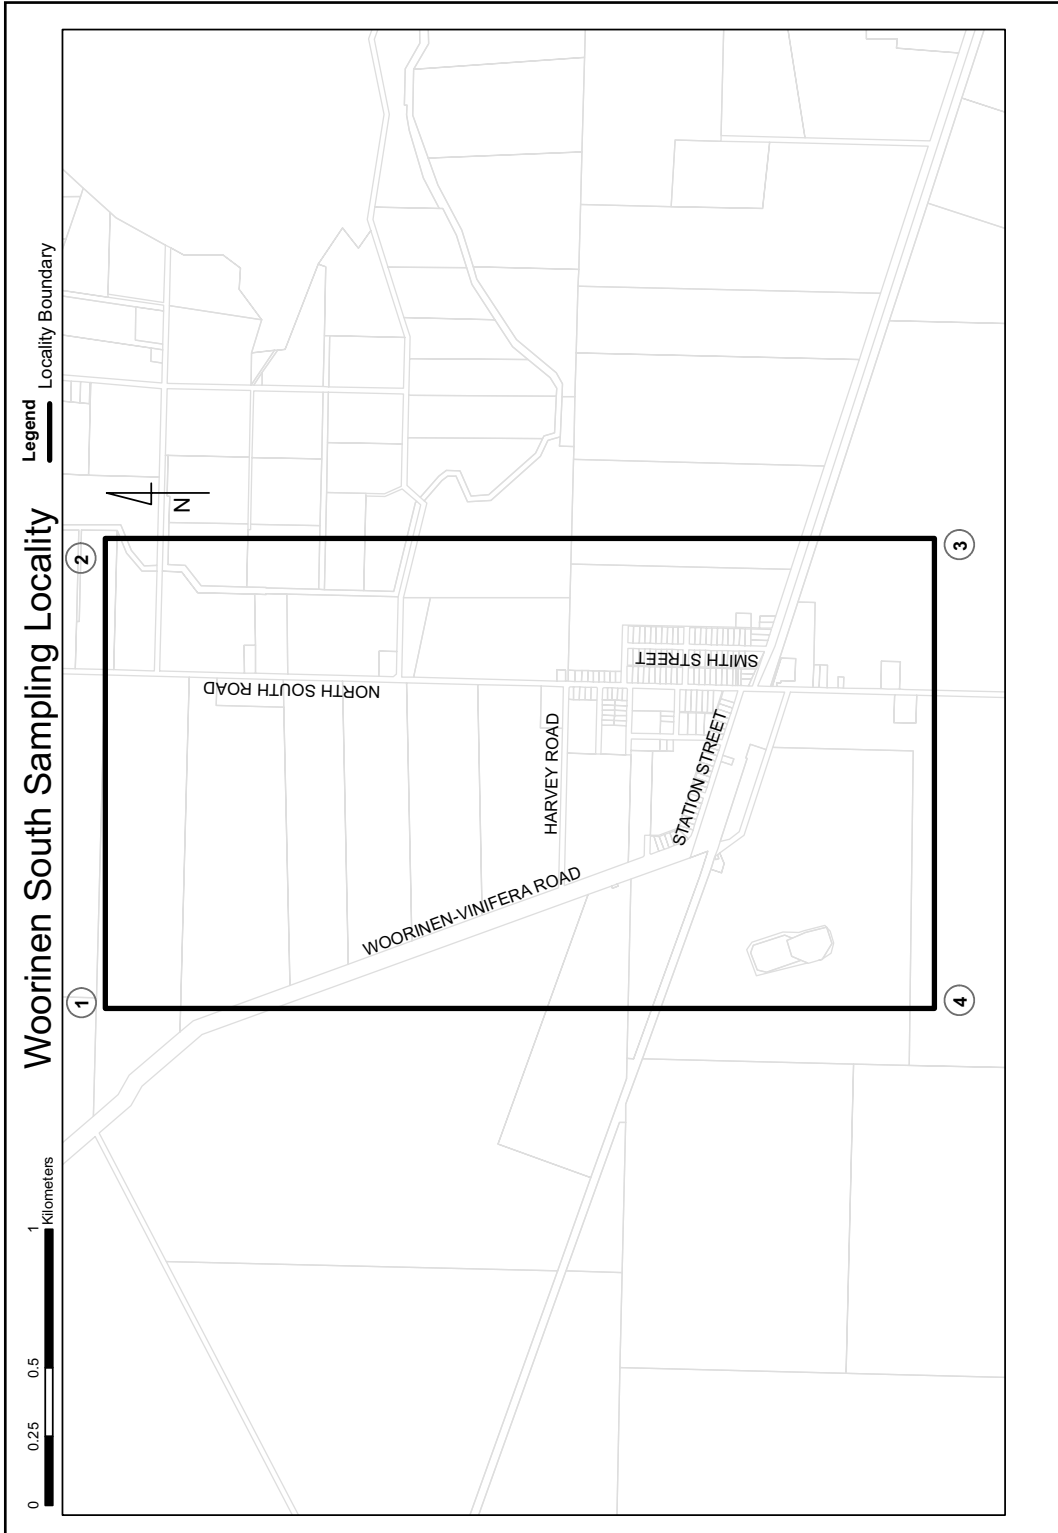 Woorinen South Sampling Locality
0 0.25 0.5 1
Kilometers
Legend
Locality Boundary
N
1
2
3
4
NORTH SOUTH ROAD
HARVEY ROAD
SMITH STREET
STATION STREET
WOORINEN-VINIFERA ROAD